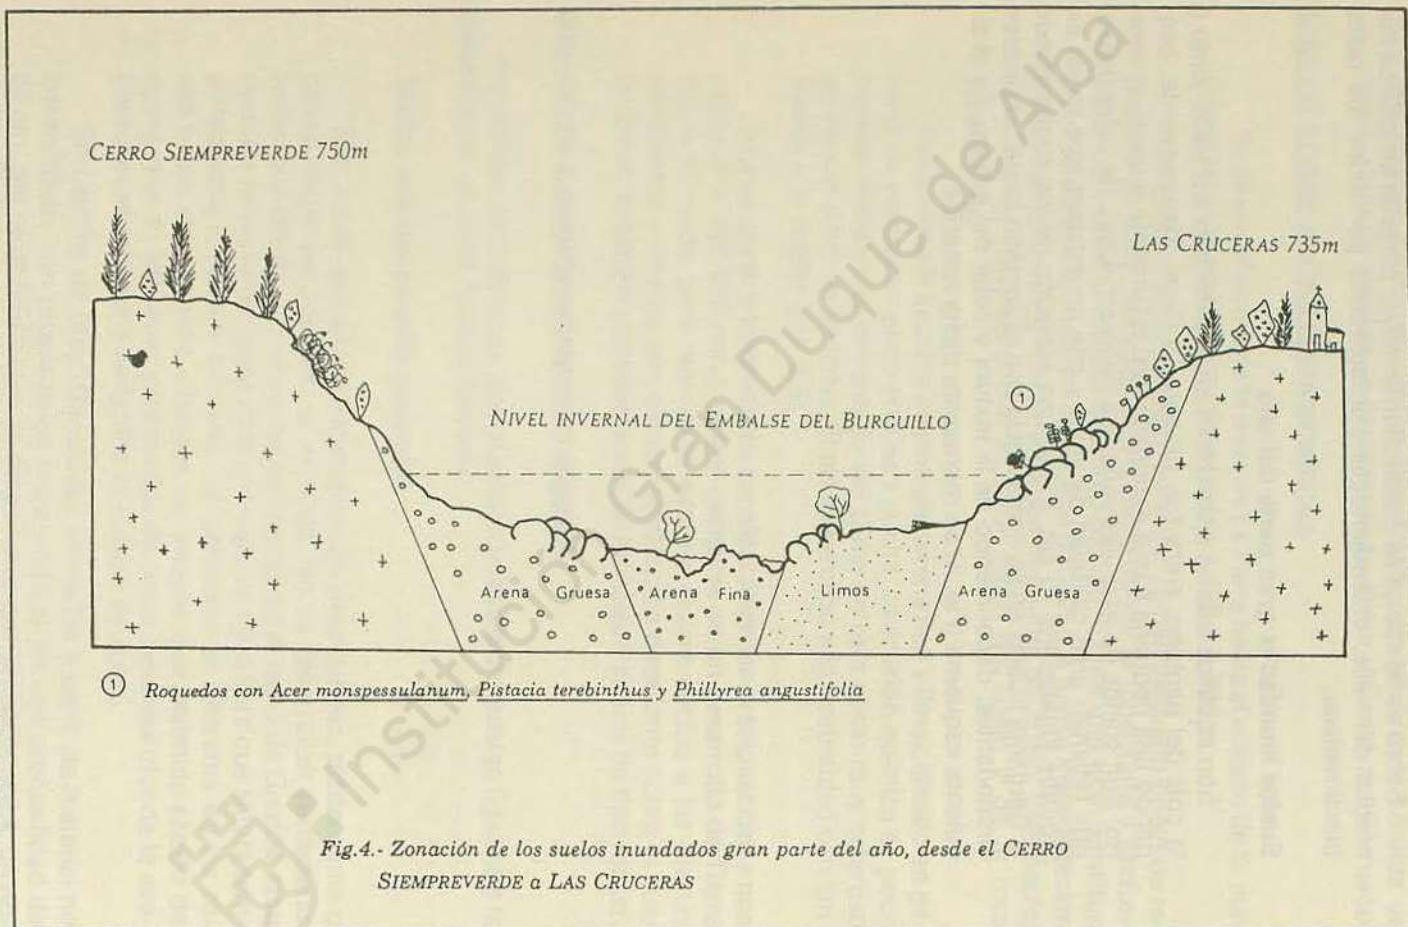 CERRO SIEMPREVERDE 750m
LAS CRUCERAS 735m
NIVEL INVERNAL DEL EMBALSE DEL BURGUILLO
1
Arena Gruesa
Arena Fina
Limos
Arena Gruesa
1 Roquedos con Acer monspessulanum, Pistacia terebinthus y Phillyrea angustifolia
Fig.4.- Zonación de los suelos inundados gran parte del año, desde el CERRO
SIEMPREVERDE a LAS CRUCERAS
Institución Gran Duque de Alba